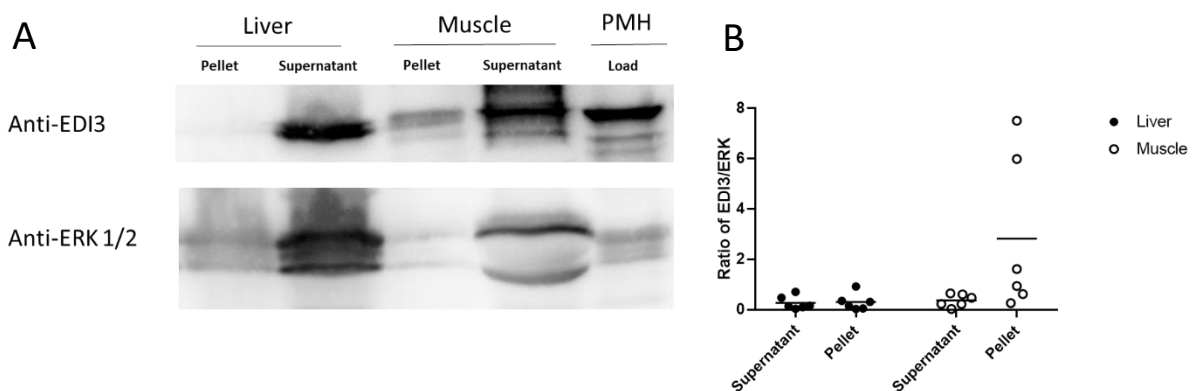 A
Liver Muscle PMH
Pellet Supernatant Pellet Supernatant Load
Anti-EDI3
Anti-ERK 1/2
B
Ratio of EDI3/ERK
8
6
4
2
0
Supernatant
Pellet
Supernatant
Pellet
Liver
Muscle